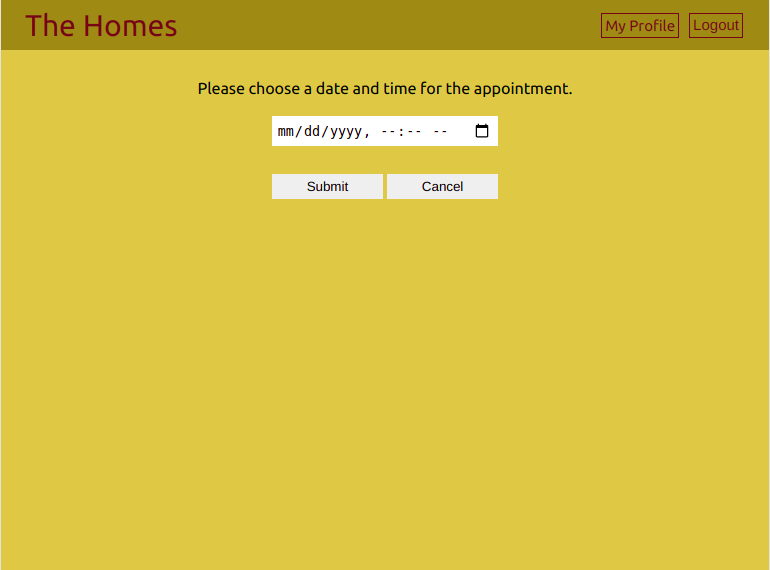 The Homes
My Profile Logout
Please choose a date and time for the appointment.
mm/dd/yyyy, --:-- --
Submit Cancel